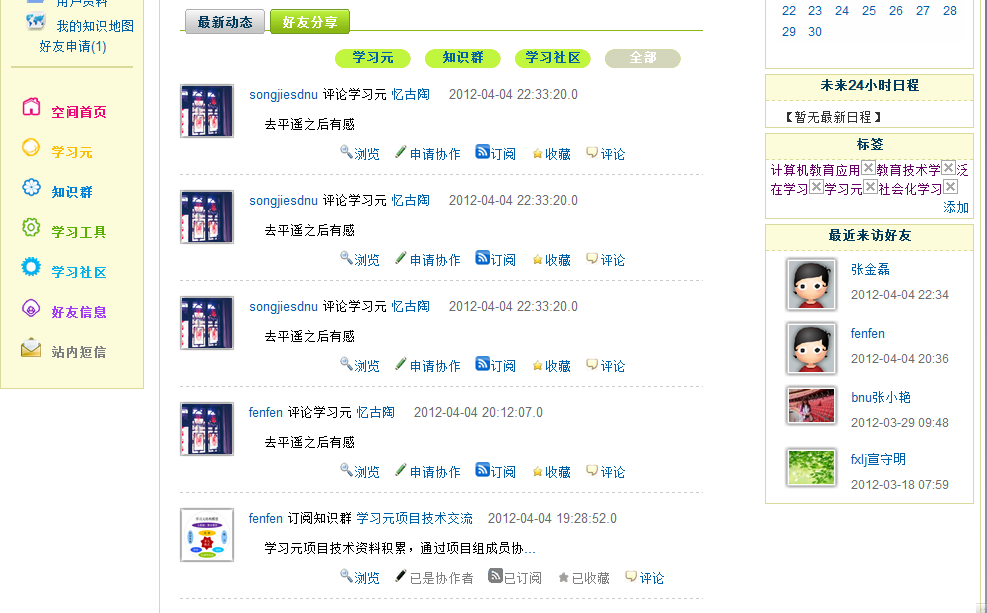 用户资料
我的知识地图
好友申请(1)
空间首页
学习元
知识群
学习工具
学习社区
好友信息
站内短信
最新动态 好友分享
学习元 知识群 学习社区 全部
songjiesdnu 评论学习元 忆古陶 2012-04-04 22:33:20.0
去平遥之后有感
浏览 申请协作 订阅 收藏 评论
songjiesdnu 评论学习元 忆古陶 2012-04-04 22:33:20.0
去平遥之后有感
浏览 申请协作 订阅 收藏 评论
songjiesdnu 评论学习元 忆古陶 2012-04-04 22:33:20.0
去平遥之后有感
浏览 申请协作 订阅 收藏 评论
fenfen 评论学习元 忆古陶 2012-04-04 20:12:07.0
去平遥之后有感
浏览 申请协作 订阅 收藏 评论
fenfen 订阅知识群 学习元项目技术交流 2012-04-04 19:28:52.0
学习元项目技术资料积累，通过项目组成员协...
浏览 已是协作者 已订阅 已收藏 评论
22 23 24 25 26 27 28
29 30
未来24小时日程
【暂无最新日程】
标签
计算机教育应用 教育技术学 泛
在学习 学习元 社会化学习
添加
最近来访好友
张金磊
2012-04-04 22:34
fenfen
2012-04-04 20:36
bnu张小艳
2012-03-29 09:48
fxlj宣守明
2012-03-18 07:59